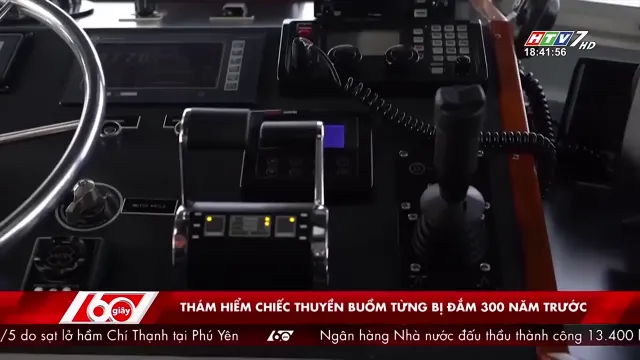 HTV7 HD
18:41:56
60 giây
THÁM HIỂM CHIẾC THUYỀN BUỒM TỪNG BỊ ĐẮM 300 NĂM TRƯỚC
/5 do sạt lở hầm Chí Thạnh tại Phú Yên 60 Ngân hàng Nhà nước đấu thầu thành công 13.400